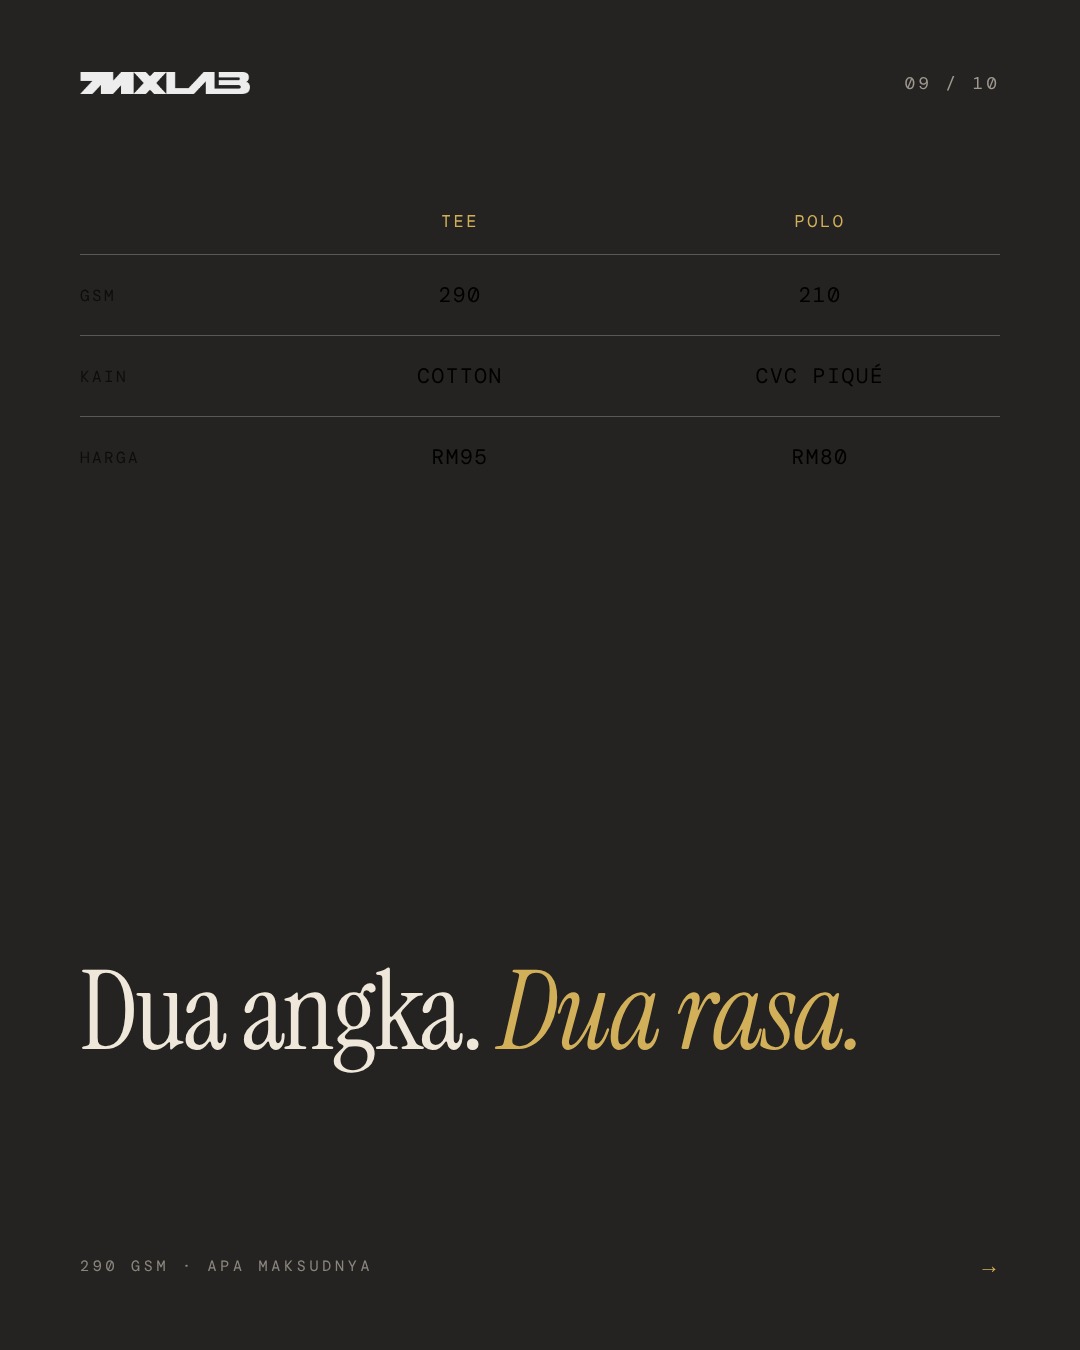 7MXLAB
09 / 10
TEE POLO
GSM 290 210
KAIN COTTON CVC PIQUÉ
HARGA RM95 RM80
Dua angka. Dua rasa.
290 GSM · APA MAKSUDNYA →